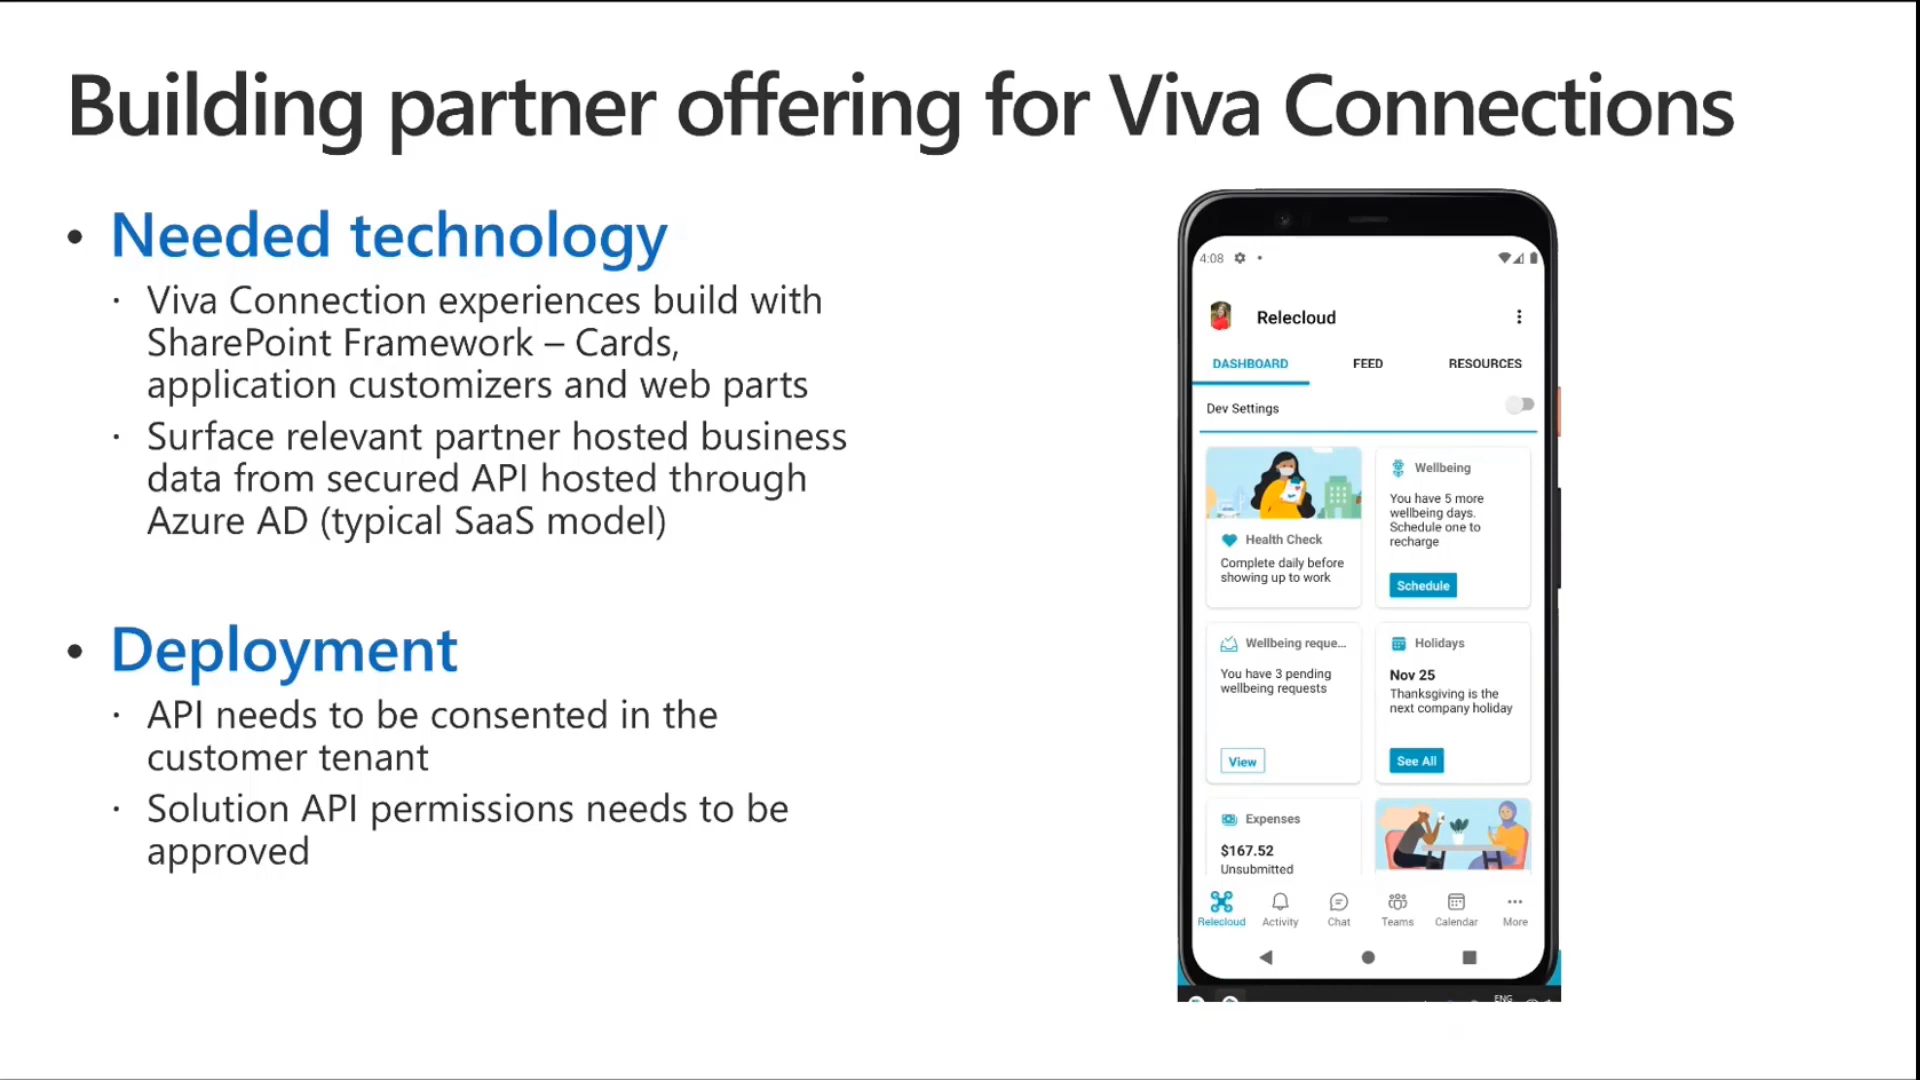 Building partner offering for Viva Connections
• Needed technology
· Viva Connection experiences build with
SharePoint Framework – Cards,
application customizers and web parts
· Surface relevant partner hosted business
data from secured API hosted through
Azure AD (typical SaaS model)
• Deployment
· API needs to be consented in the
customer tenant
· Solution API permissions needs to be
approved
4:08
Relecloud
DASHBOARD FEED RESOURCES
Dev Settings
Health Check
Complete daily before
showing up to work
Wellbeing
You have 5 more
wellbeing days.
Schedule one to
recharge
Schedule
Wellbeing reque...
You have 3 pending
wellbeing requests
View
Holidays
Nov 25
Thanksgiving is the
next company holiday
See All
Expenses
$167.52
Unsubmitted
Relecloud Activity Chat Teams Calendar More
ENG